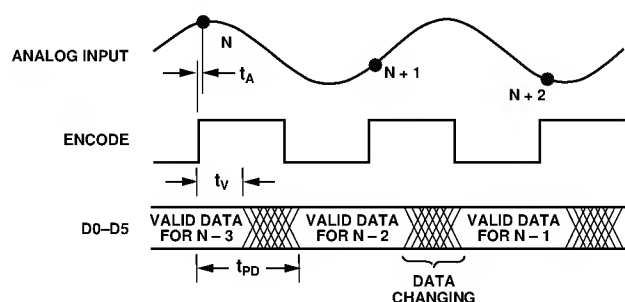 ANALOG INPUT
N
N + 1
N + 2
tA
ENCODE
tV
D0–D5
VALID DATA
FOR N – 3
VALID DATA
FOR N – 2
VALID DATA
FOR N – 1
tPD
DATA
CHANGING